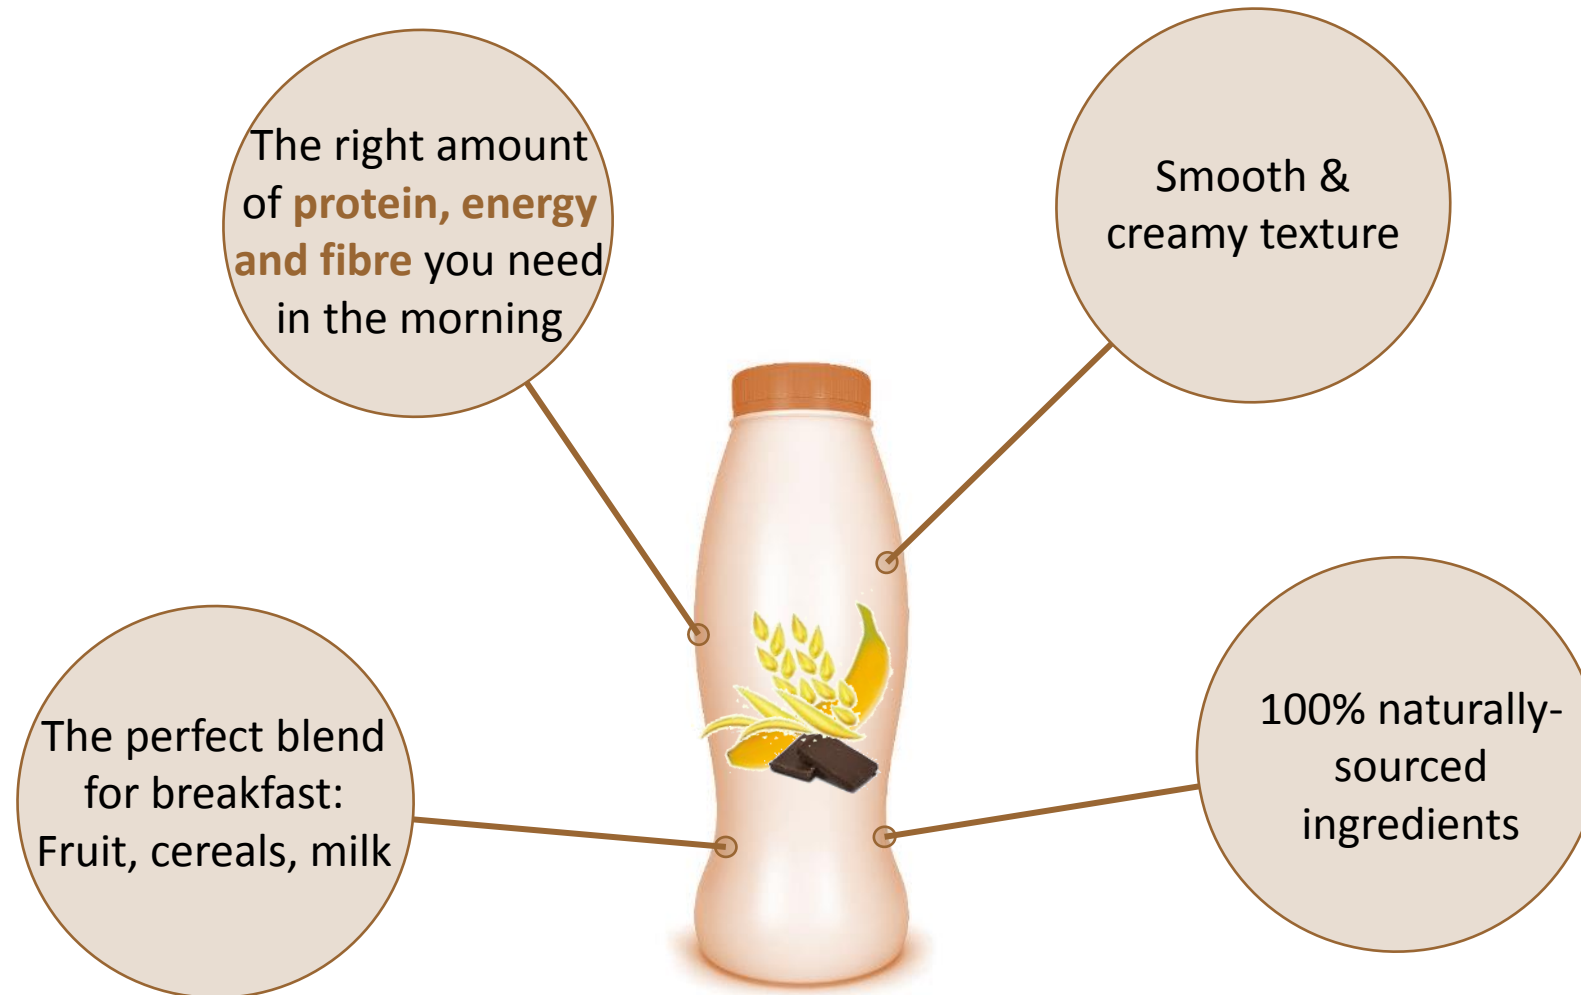 The right amount
of protein, energy
and fibre you need
in the morning
Smooth &
creamy texture
The perfect blend
for breakfast:
Fruit, cereals, milk
100% naturally-
sourced
ingredients